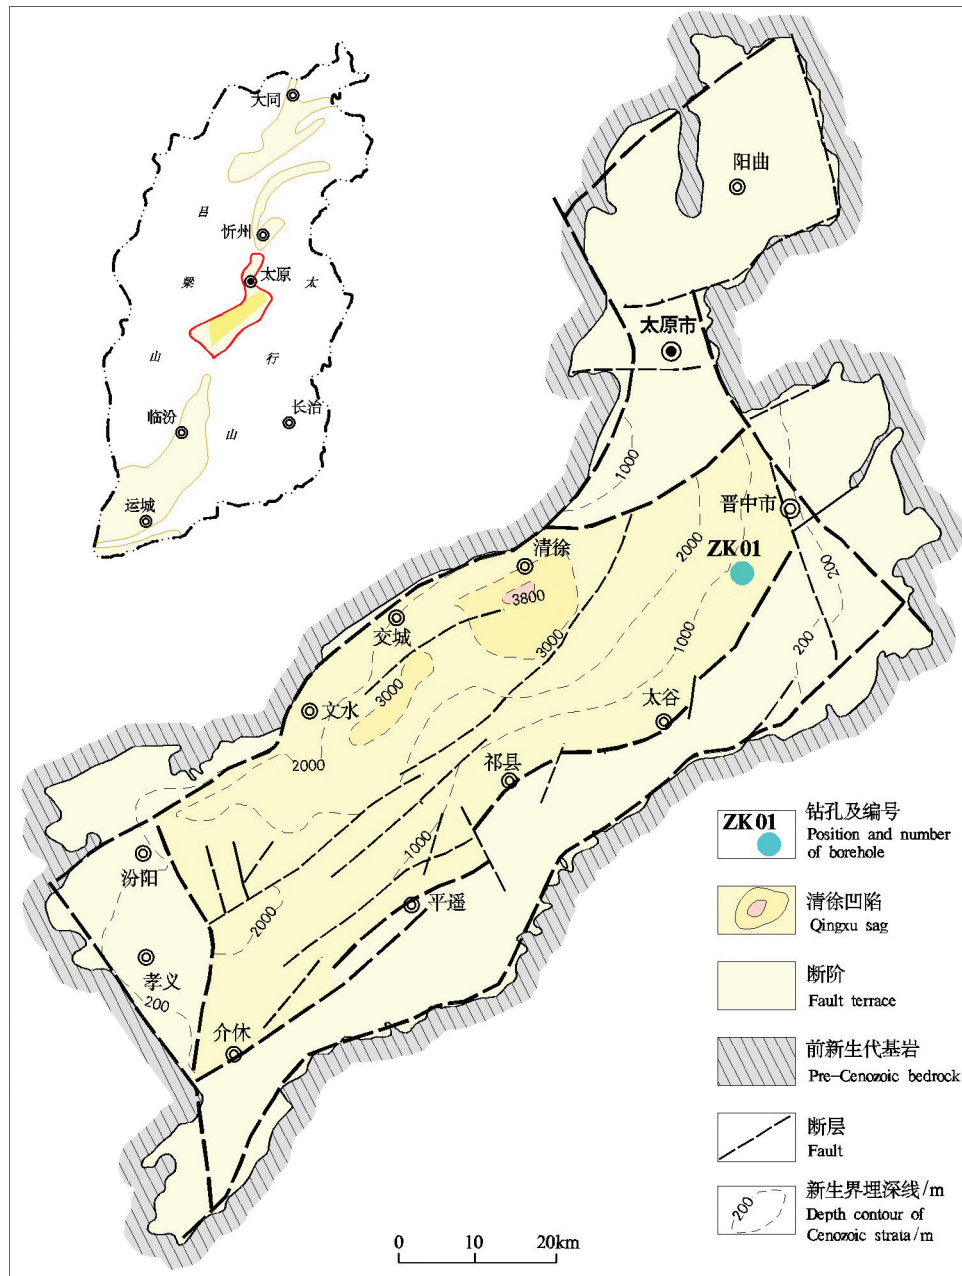 大同
吕
忻州
梁
太原
太
山
行
临汾
长治
山
运城
阳曲
太原市
1000
晋中市
2000
ZK01
200
清徐
3800
交城
3000
1000
200
太谷
3000
文水
2000
祁县
1000
汾阳
平遥
2000
孝义
200
介休
ZK01
钻孔及编号
Position and number
of borehole
清徐凹陷
Qingxu sag
断阶
Fault terrace
前新生代基岩
Pre-Cenozoic bedrock
断层
Fault
200
新生界埋深线/m
Depth contour of
Cenozoic strata/m
0 10 20km